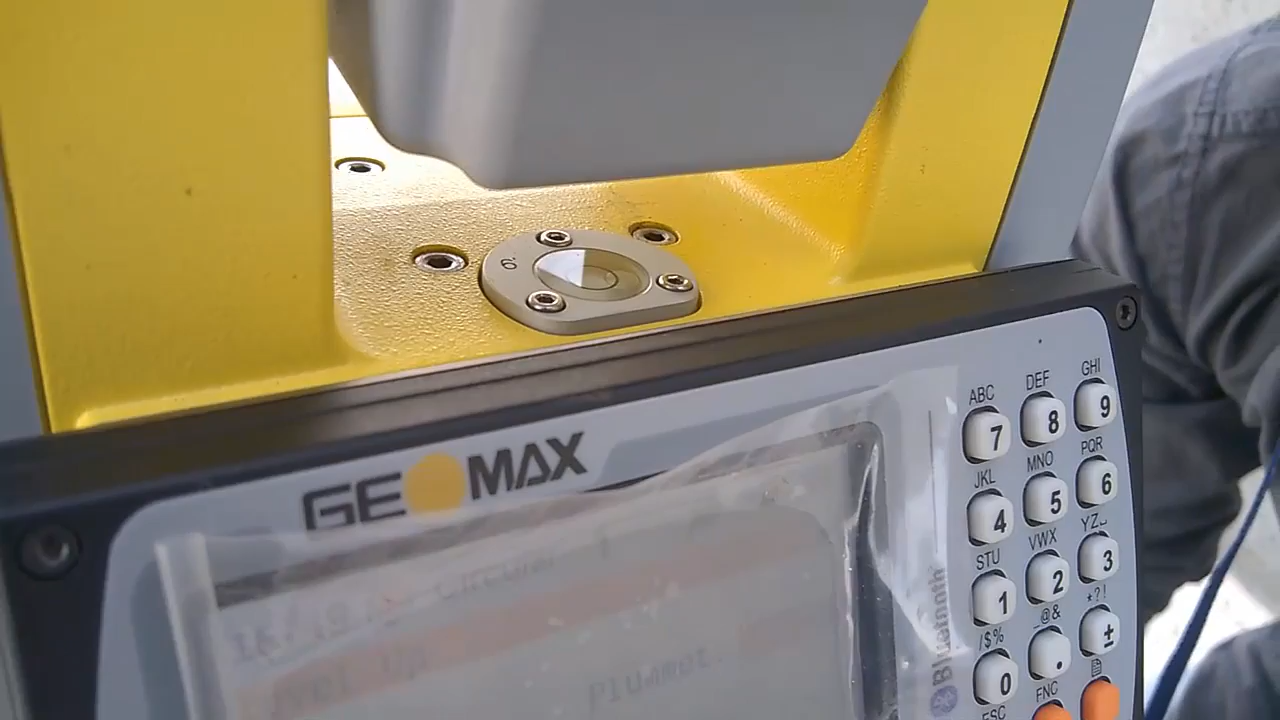 GEOMAX
ABC DEF GHI
7 8 9
JKL MNO PQR
4 5 6
STU VWX YZ
1 2 3
/$% _@& *?!
0 . ±
ESC FNC
Bluetooth
Plummet